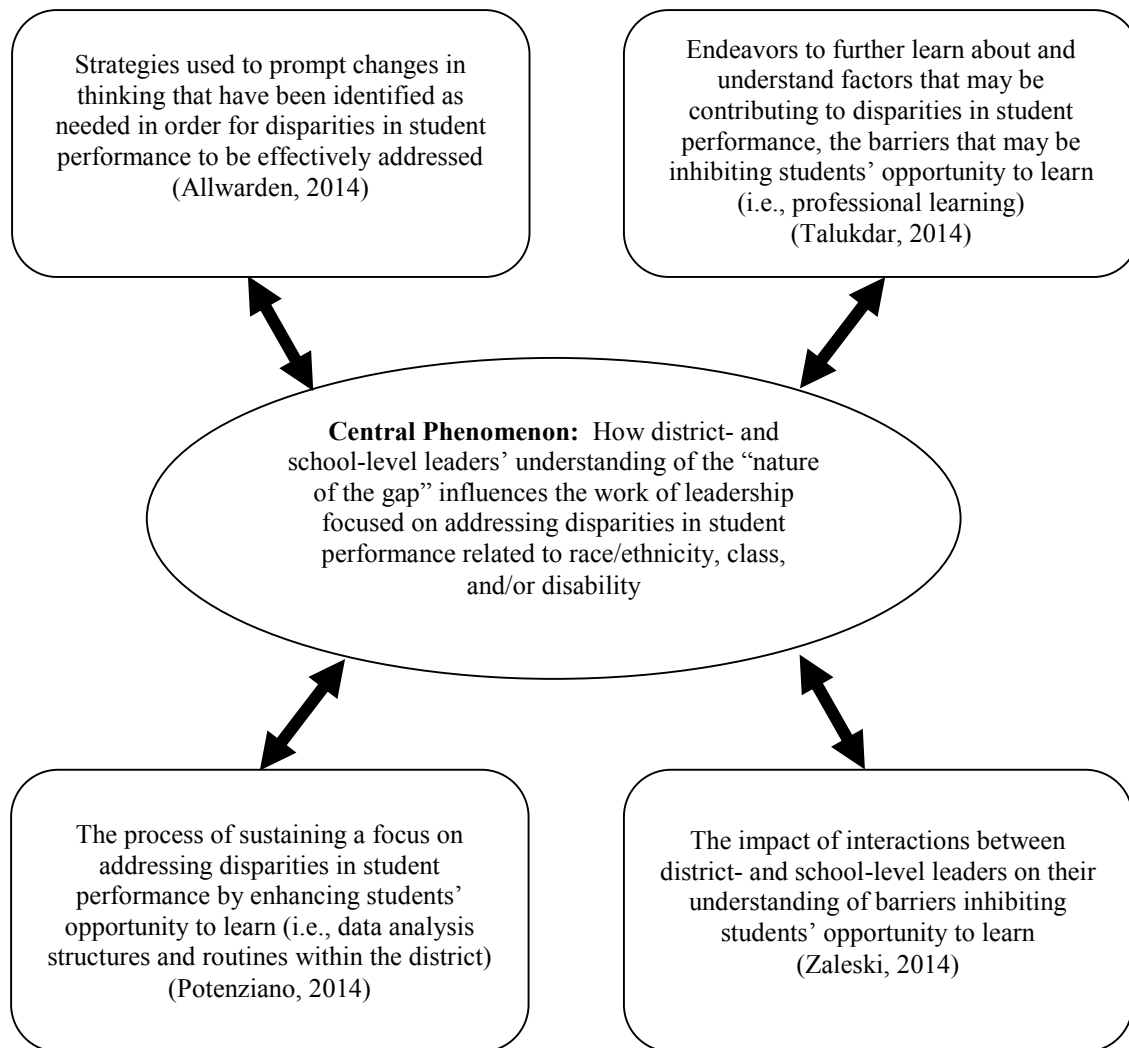 Strategies used to prompt changes in
thinking that have been identified as
needed in order for disparities in student
performance to be effectively addressed
(Allwarden, 2014)
Endeavors to further learn about and
understand factors that may be
contributing to disparities in student
performance, the barriers that may be
inhibiting students’ opportunity to learn
(i.e., professional learning)
(Talukdar, 2014)
Central Phenomenon: How district- and
school-level leaders’ understanding of the “nature
of the gap” influences the work of leadership
focused on addressing disparities in student
performance related to race/ethnicity, class,
and/or disability
The process of sustaining a focus on
addressing disparities in student
performance by enhancing students’
opportunity to learn (i.e., data analysis
structures and routines within the district)
(Potenziano, 2014)
The impact of interactions between
district- and school-level leaders on their
understanding of barriers inhibiting
students’ opportunity to learn
(Zaleski, 2014)